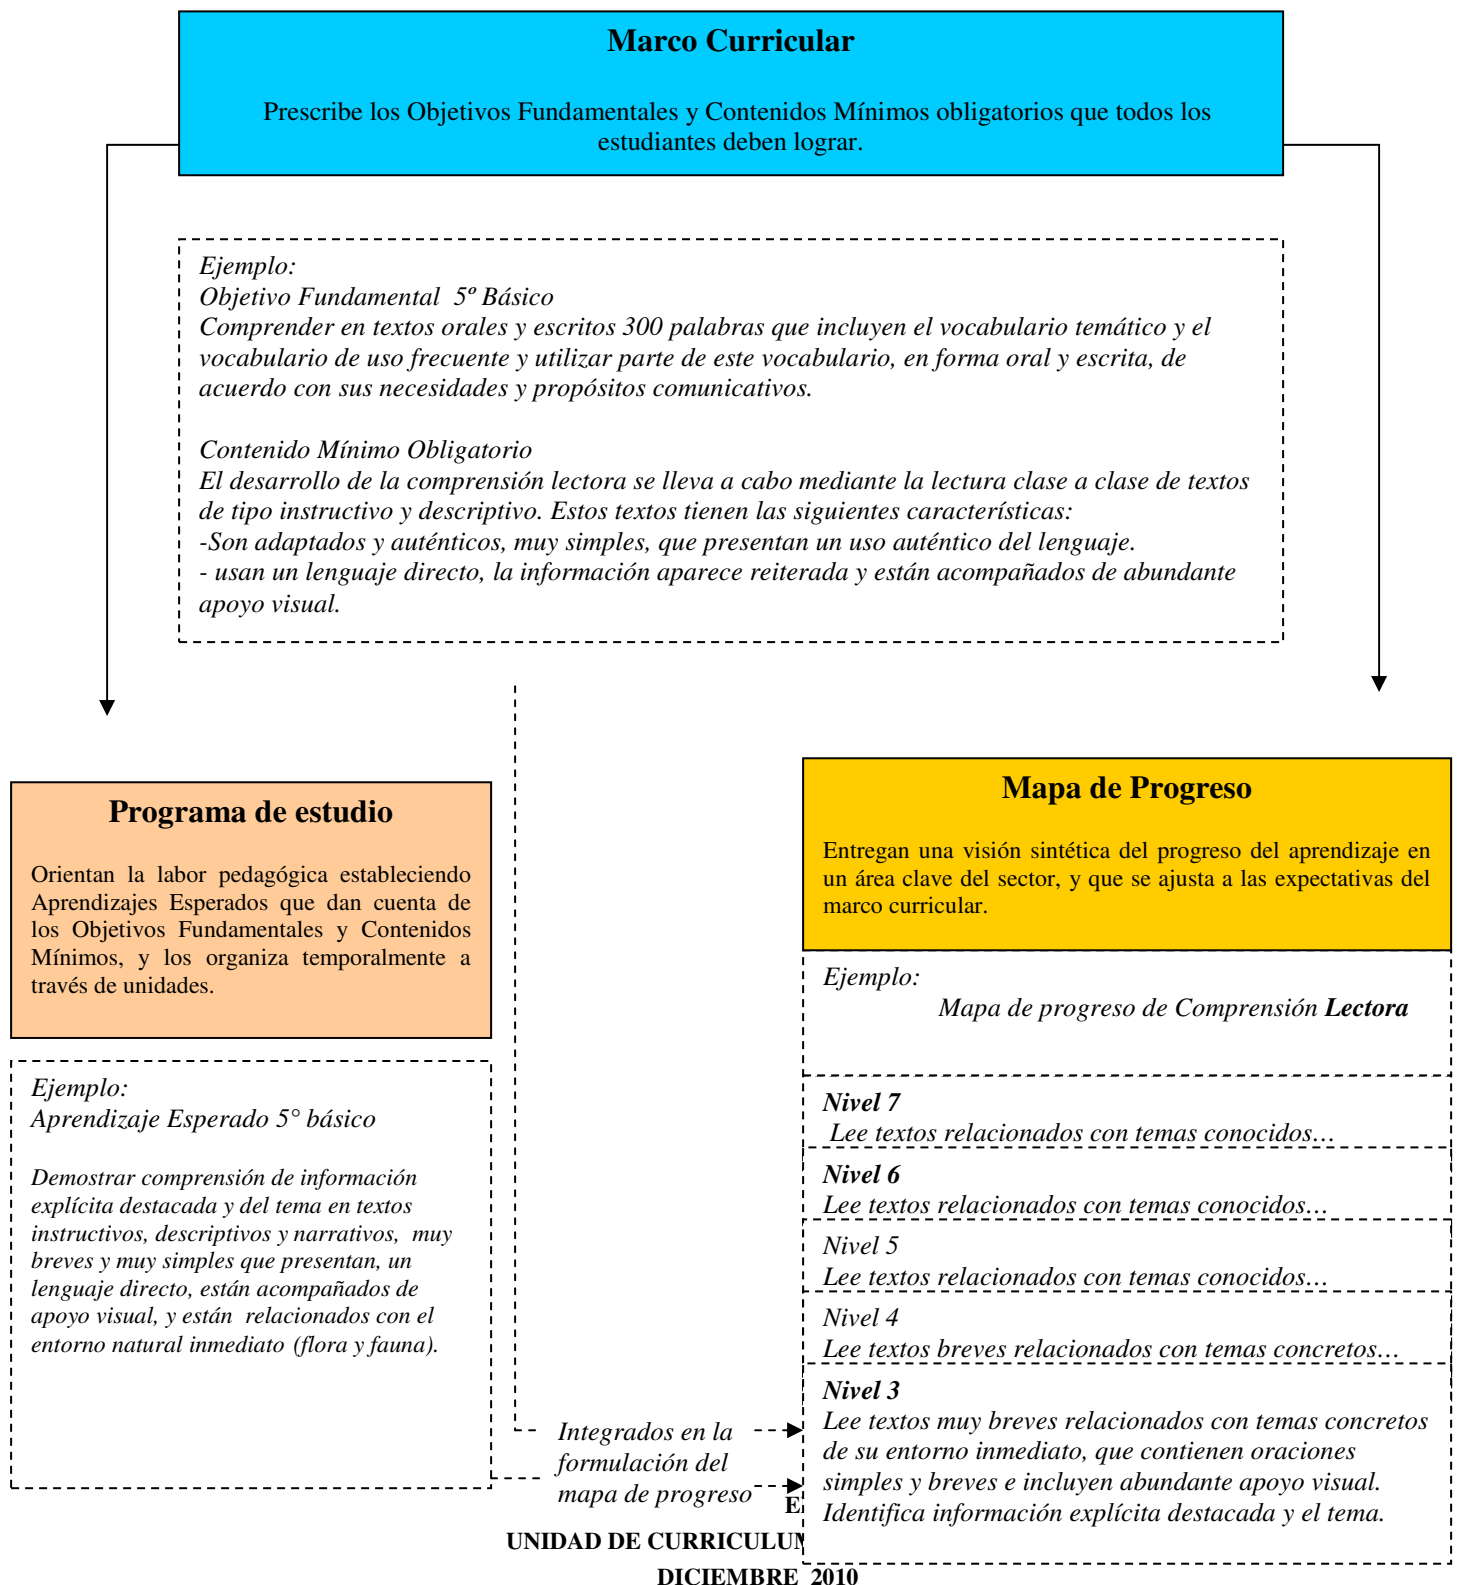 Marco Curricular
Prescribe los Objetivos Fundamentales y Contenidos Mínimos obligatorios que todos los
estudiantes deben lograr.
Ejemplo:
Objetivo Fundamental 5º Básico
Comprender en textos orales y escritos 300 palabras que incluyen el vocabulario temático y el
vocabulario de uso frecuente y utilizar parte de este vocabulario, en forma oral y escrita, de
acuerdo con sus necesidades y propósitos comunicativos.
Contenido Mínimo Obligatorio
El desarrollo de la comprensión lectora se lleva a cabo mediante la lectura clase a clase de textos
de tipo instructivo y descriptivo. Estos textos tienen las siguientes características:
-Son adaptados y auténticos, muy simples, que presentan un uso auténtico del lenguaje.
- usan un lenguaje directo, la información aparece reiterada y están acompañados de abundante
apoyo visual.
Programa de estudio
Orientan la labor pedagógica estableciendo
Aprendizajes Esperados que dan cuenta de
los Objetivos Fundamentales y Contenidos
Mínimos, y los organiza temporalmente a
través de unidades.
Ejemplo:
Aprendizaje Esperado 5° básico
Demostrar comprensión de información
explícita destacada y del tema en textos
instructivos, descriptivos y narrativos, muy
breves y muy simples que presentan, un
lenguaje directo, están acompañados de
apoyo visual, y están relacionados con el
entorno natural inmediato (flora y fauna).
Integrados en la
formulación del
mapa de progreso
Mapa de Progreso
Entregan una visión sintética del progreso del aprendizaje en
un área clave del sector, y que se ajusta a las expectativas del
marco curricular.
Ejemplo:
Mapa de progreso de Comprensión Lectora
Nivel 7
Lee textos relacionados con temas conocidos…
Nivel 6
Lee textos relacionados con temas conocidos…
Nivel 5
Lee textos relacionados con temas conocidos…
Nivel 4
Lee textos breves relacionados con temas concretos…
Nivel 3
Lee textos muy breves relacionados con temas concretos
de su entorno inmediato, que contienen oraciones
simples y breves e incluyen abundante apoyo visual.
Identifica información explícita destacada y el tema.
UNIDAD DE
DICIEMBRE 2010